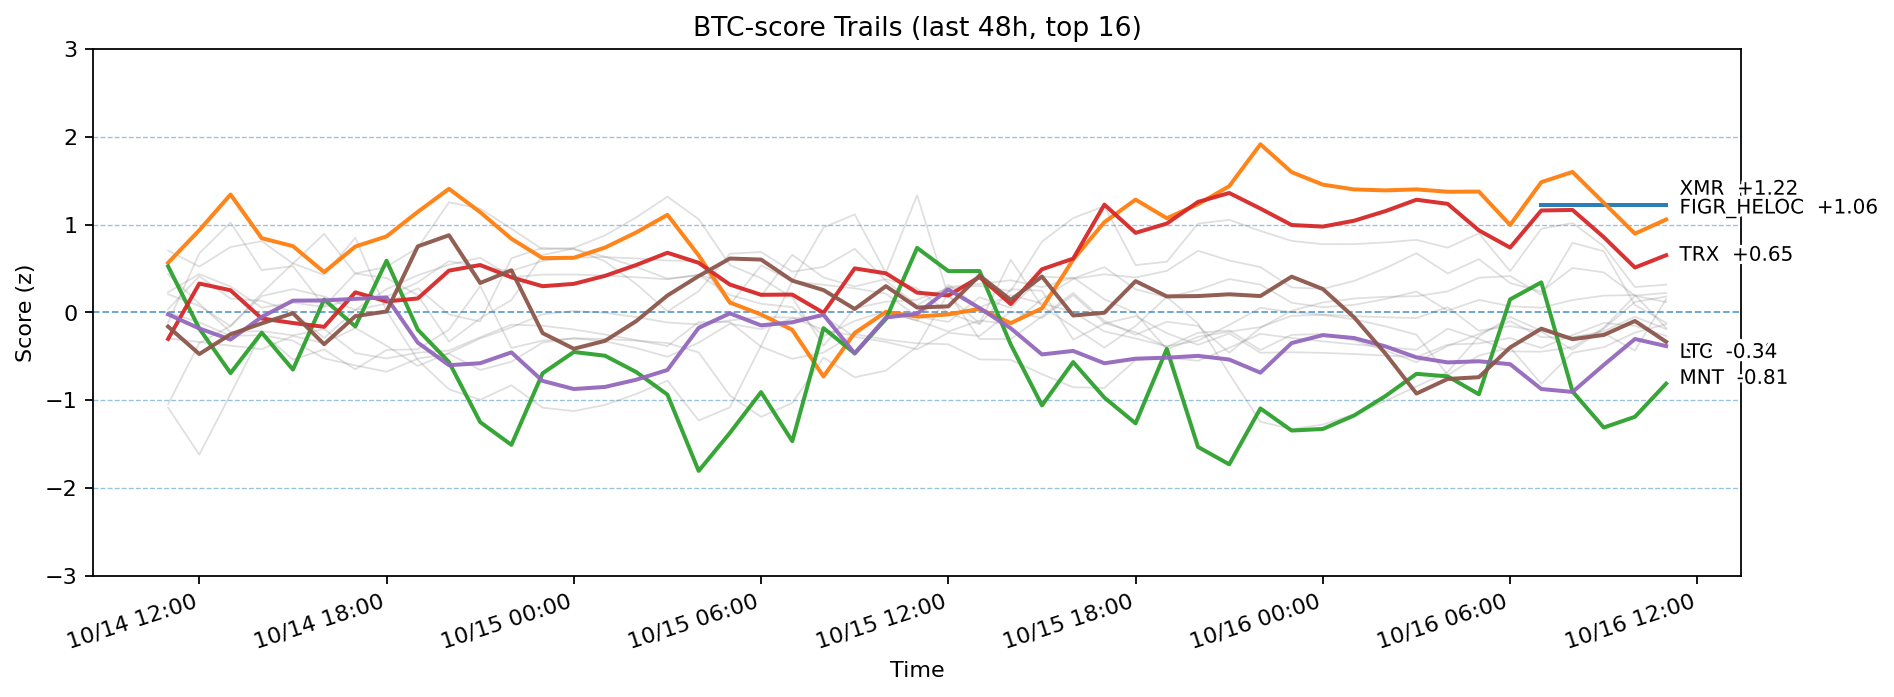 BTC-score Trails (last 48h, top 16)
Score (z)
3
2
1
0
−1
−2
−3
XMR +1.22
FIGR_HELOC +1.06
TRX +0.65
LTC -0.34
MNT -0.81
10/14 12:00
10/14 18:00
10/15 00:00
10/15 06:00
10/15 12:00
10/15 18:00
10/16 00:00
10/16 06:00
10/16 12:00
Time